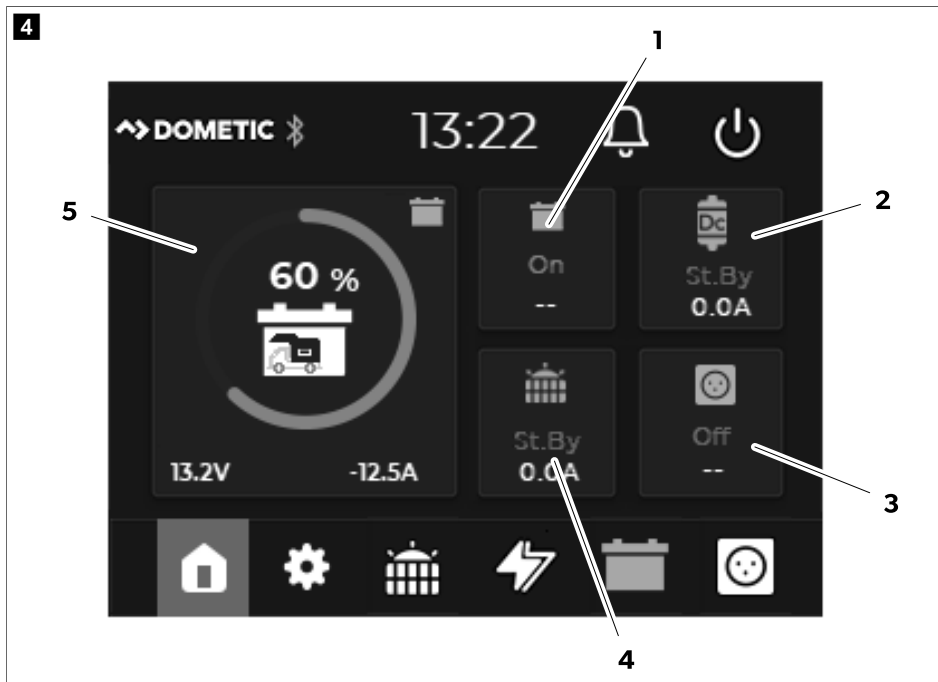 4
1
DOMETIC 13:22
2
5
60 %
On
--
Dc
St.By
0.0A
St.By
0.0A
Off
--
13.2V -12.5A
3
4